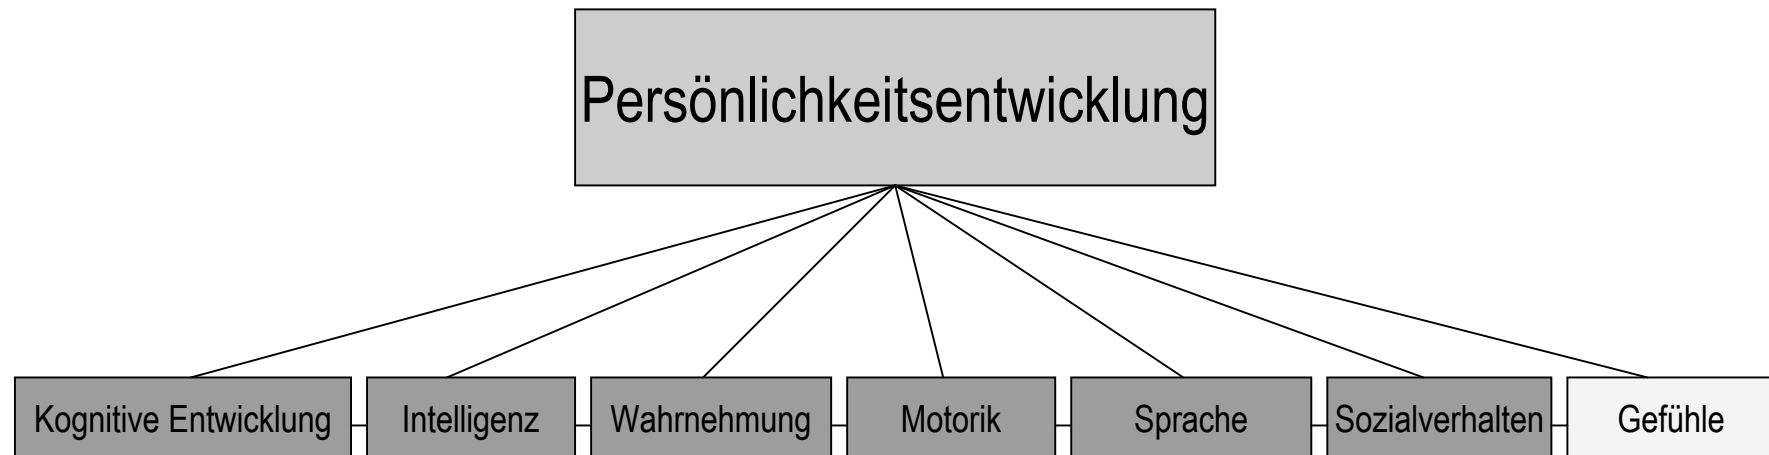 Persönlichkeitsentwicklung
Kognitive Entwicklung
Intelligenz
Wahrnehmung
Motorik
Sprache
Sozialverhalten
Gefühle